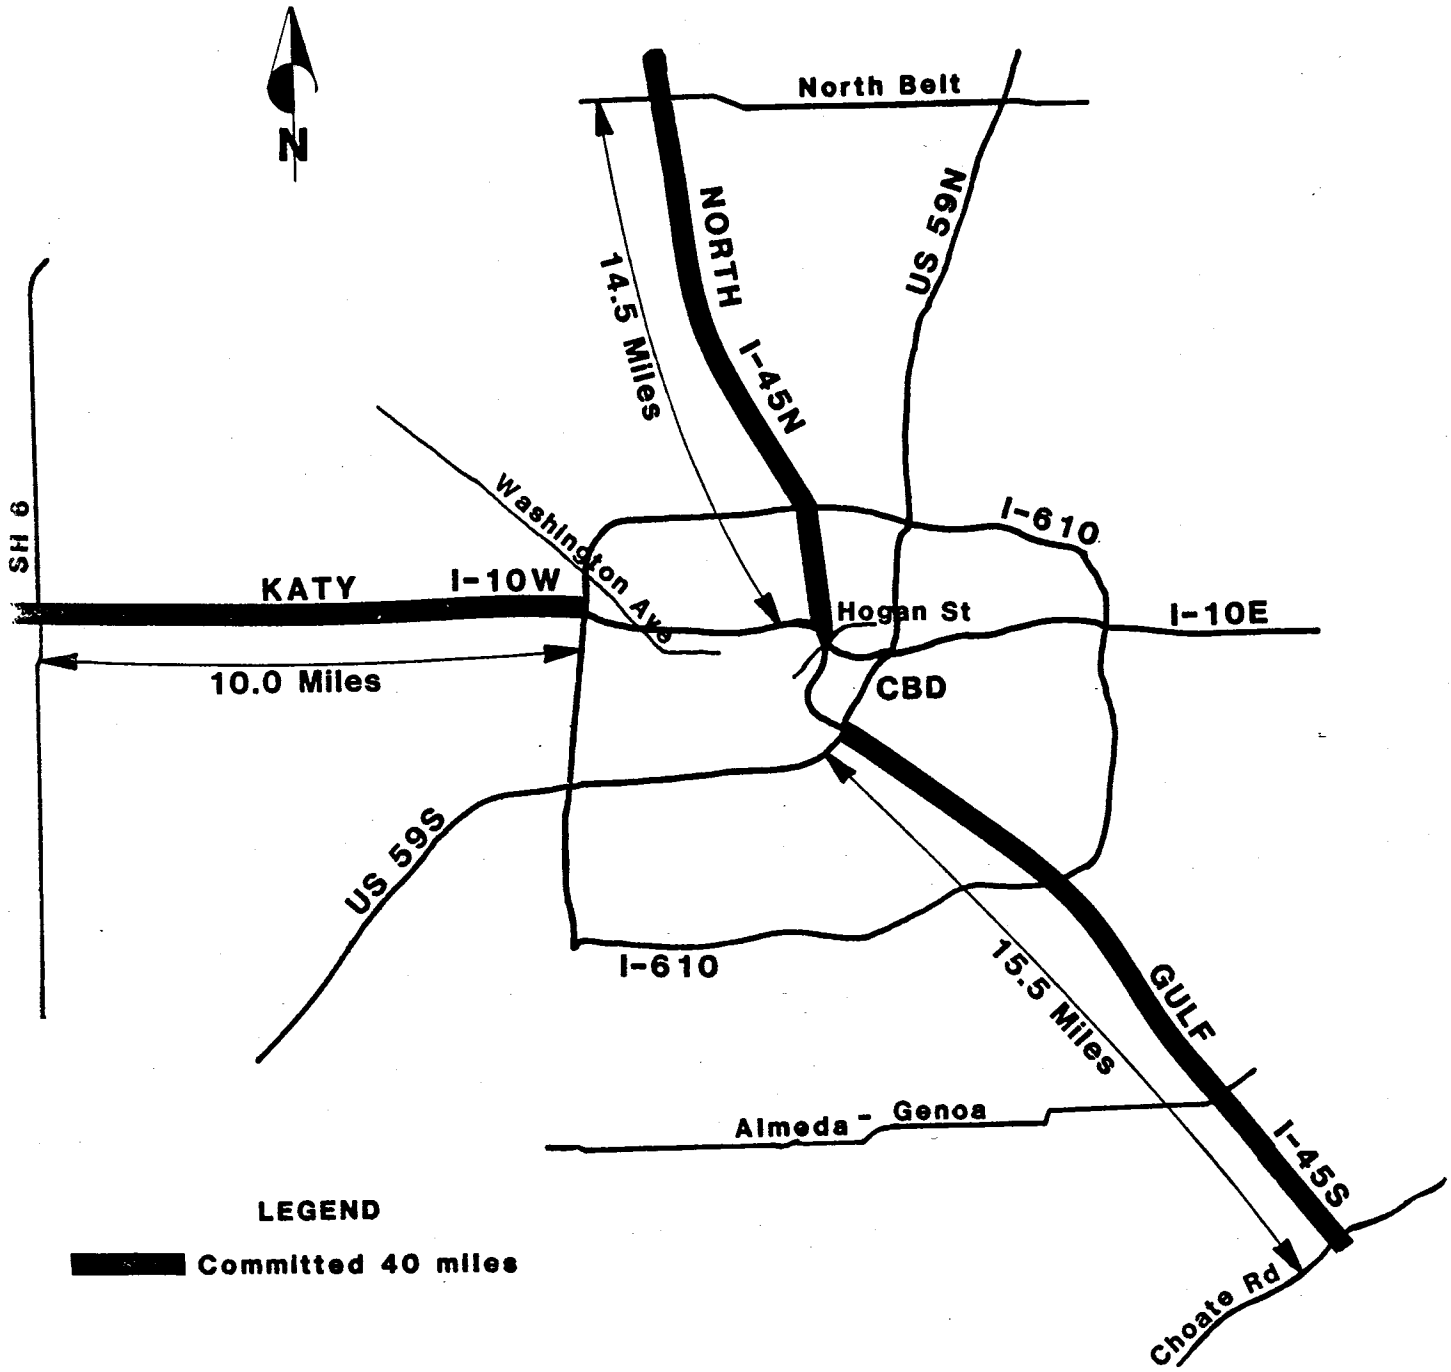 N
North Belt
US 59N
NORTH
14.5 Miles
I-45N
I-610
Washington Ave
SH 6
KATY
I-10W
Hogan St
I-10E
10.0 Miles
CBD
US 59S
I-610
15.5 Miles
GULF
Almeda - Genoa
I-45S
LEGEND
Committed 40 miles
Choate Rd